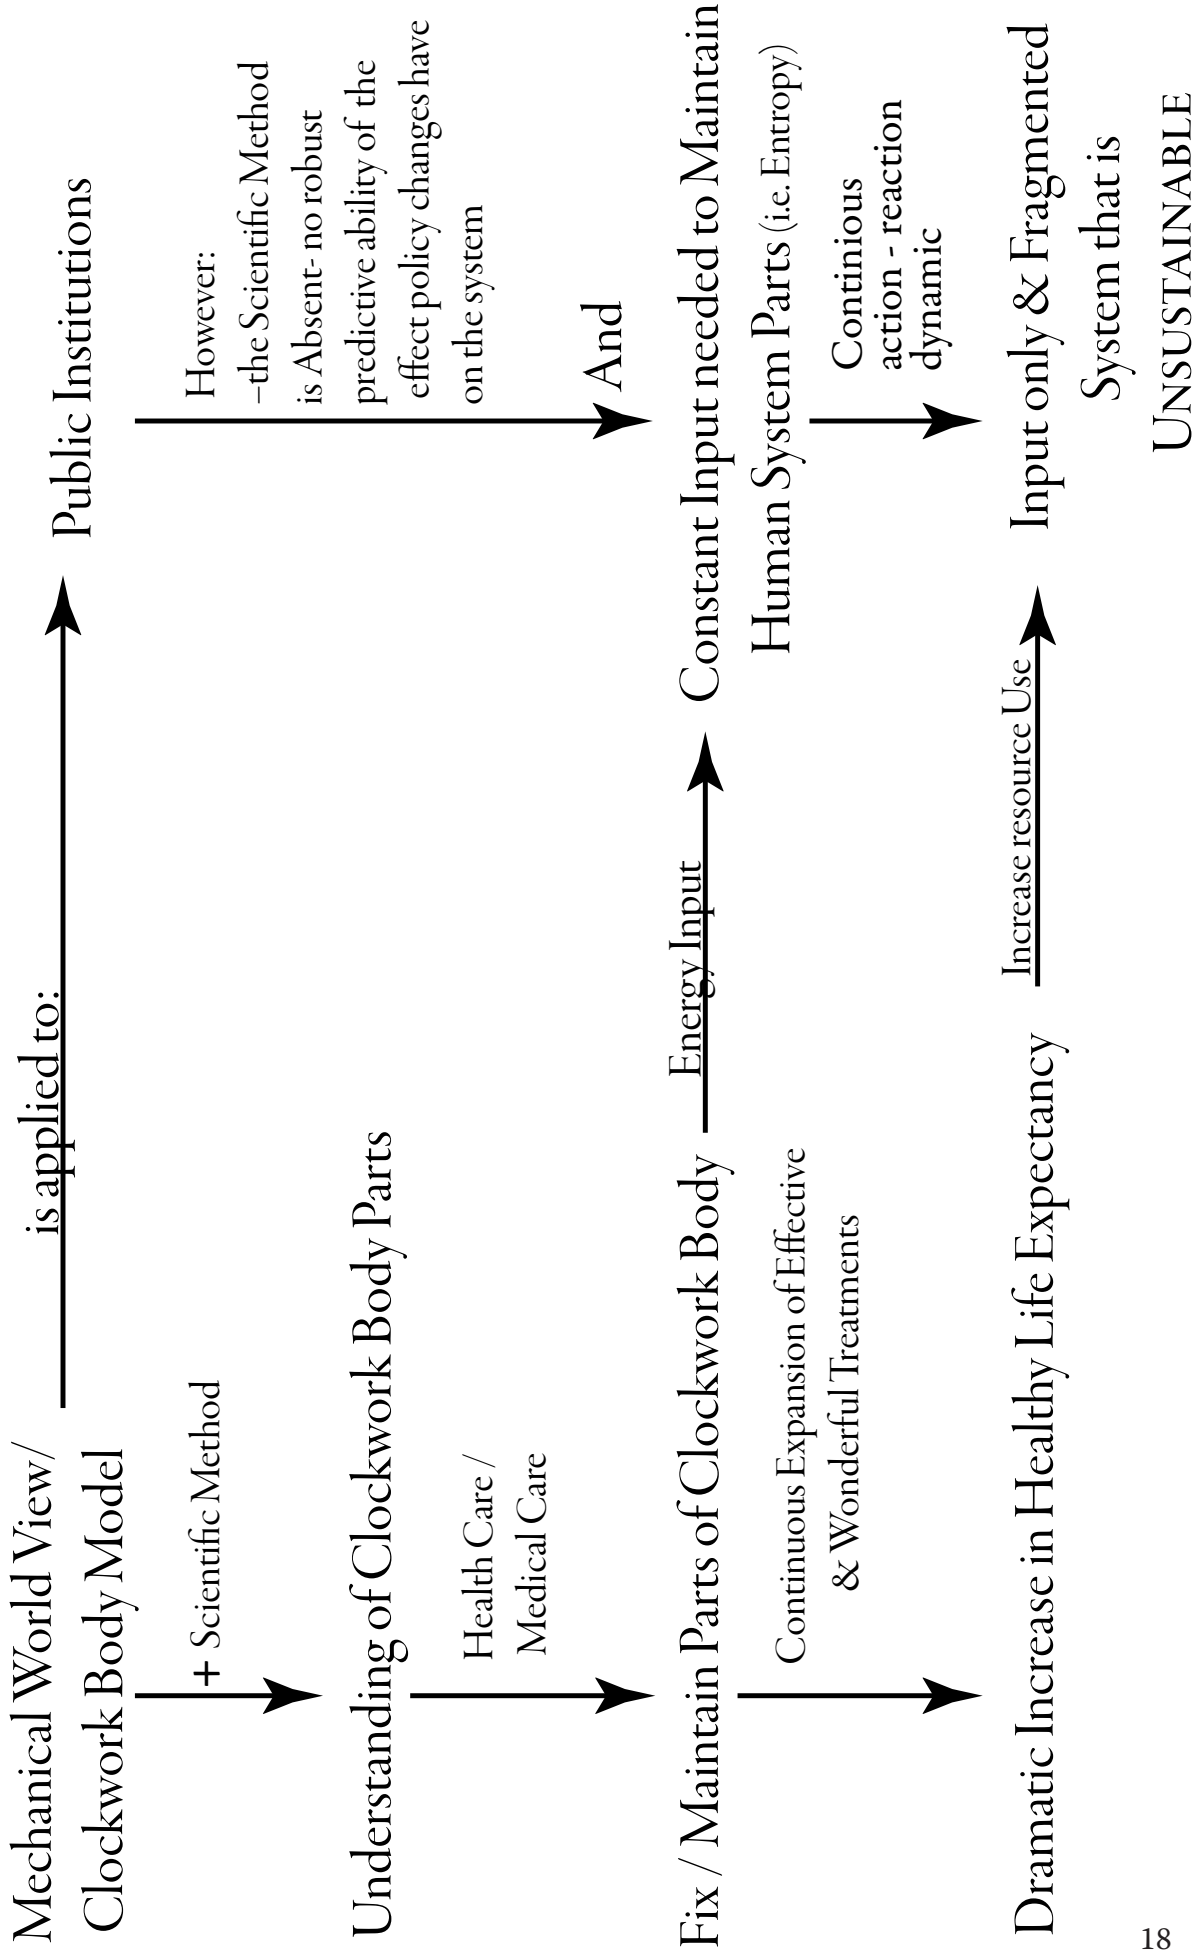 Mechanical World View/
Clockwork Body Model
is applied to:
Public Institutions
+ Scientific Method
However:
–the Scientific Method
is Absent- no robust
predictive ability of the
effect policy changes have
on the system
Understanding of Clockwork Body Parts
Health Care /
Medical Care
And
Fix / Maintain Parts of Clockwork Body
Energy Input
Constant Input needed to Maintain
Human System Parts (i.e. Entropy)
Continuous Expansion of Effective
& Wonderful Treatments
Continious
action - reaction
dynamic
Dramatic Increase in Healthy Life Expectancy
Increase resource Use
Input only & Fragmented
System that is
UNSUSTAINABLE
18